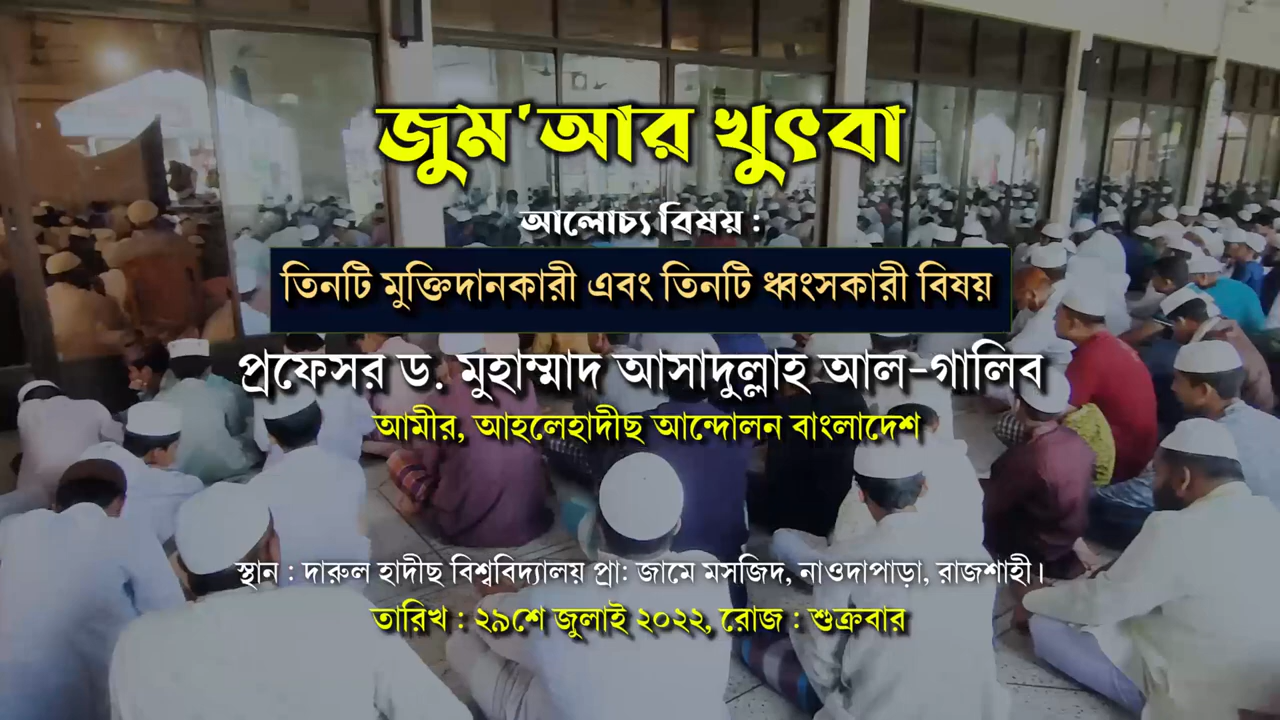 জুম'আর খুৎবা
আলোচ্য বিষয় :
তিনটি মুক্তিদানকারী এবং তিনটি ধ্বংসকারী বিষয়
প্রফেসর ড. মুহাম্মাদ আসাদুল্লাহ আল-গালিব
আমীর, আহলেহাদীছ আন্দোলন বাংলাদেশ
স্থান : দারুল হাদীছ বিশ্ববিদ্যালয় প্রা: জামে মসজিদ, নাওদাপাড়া, রাজশাহী।
তারিখ : ২৯শে জুলাই ২০২২, রোজ : শুক্রবার